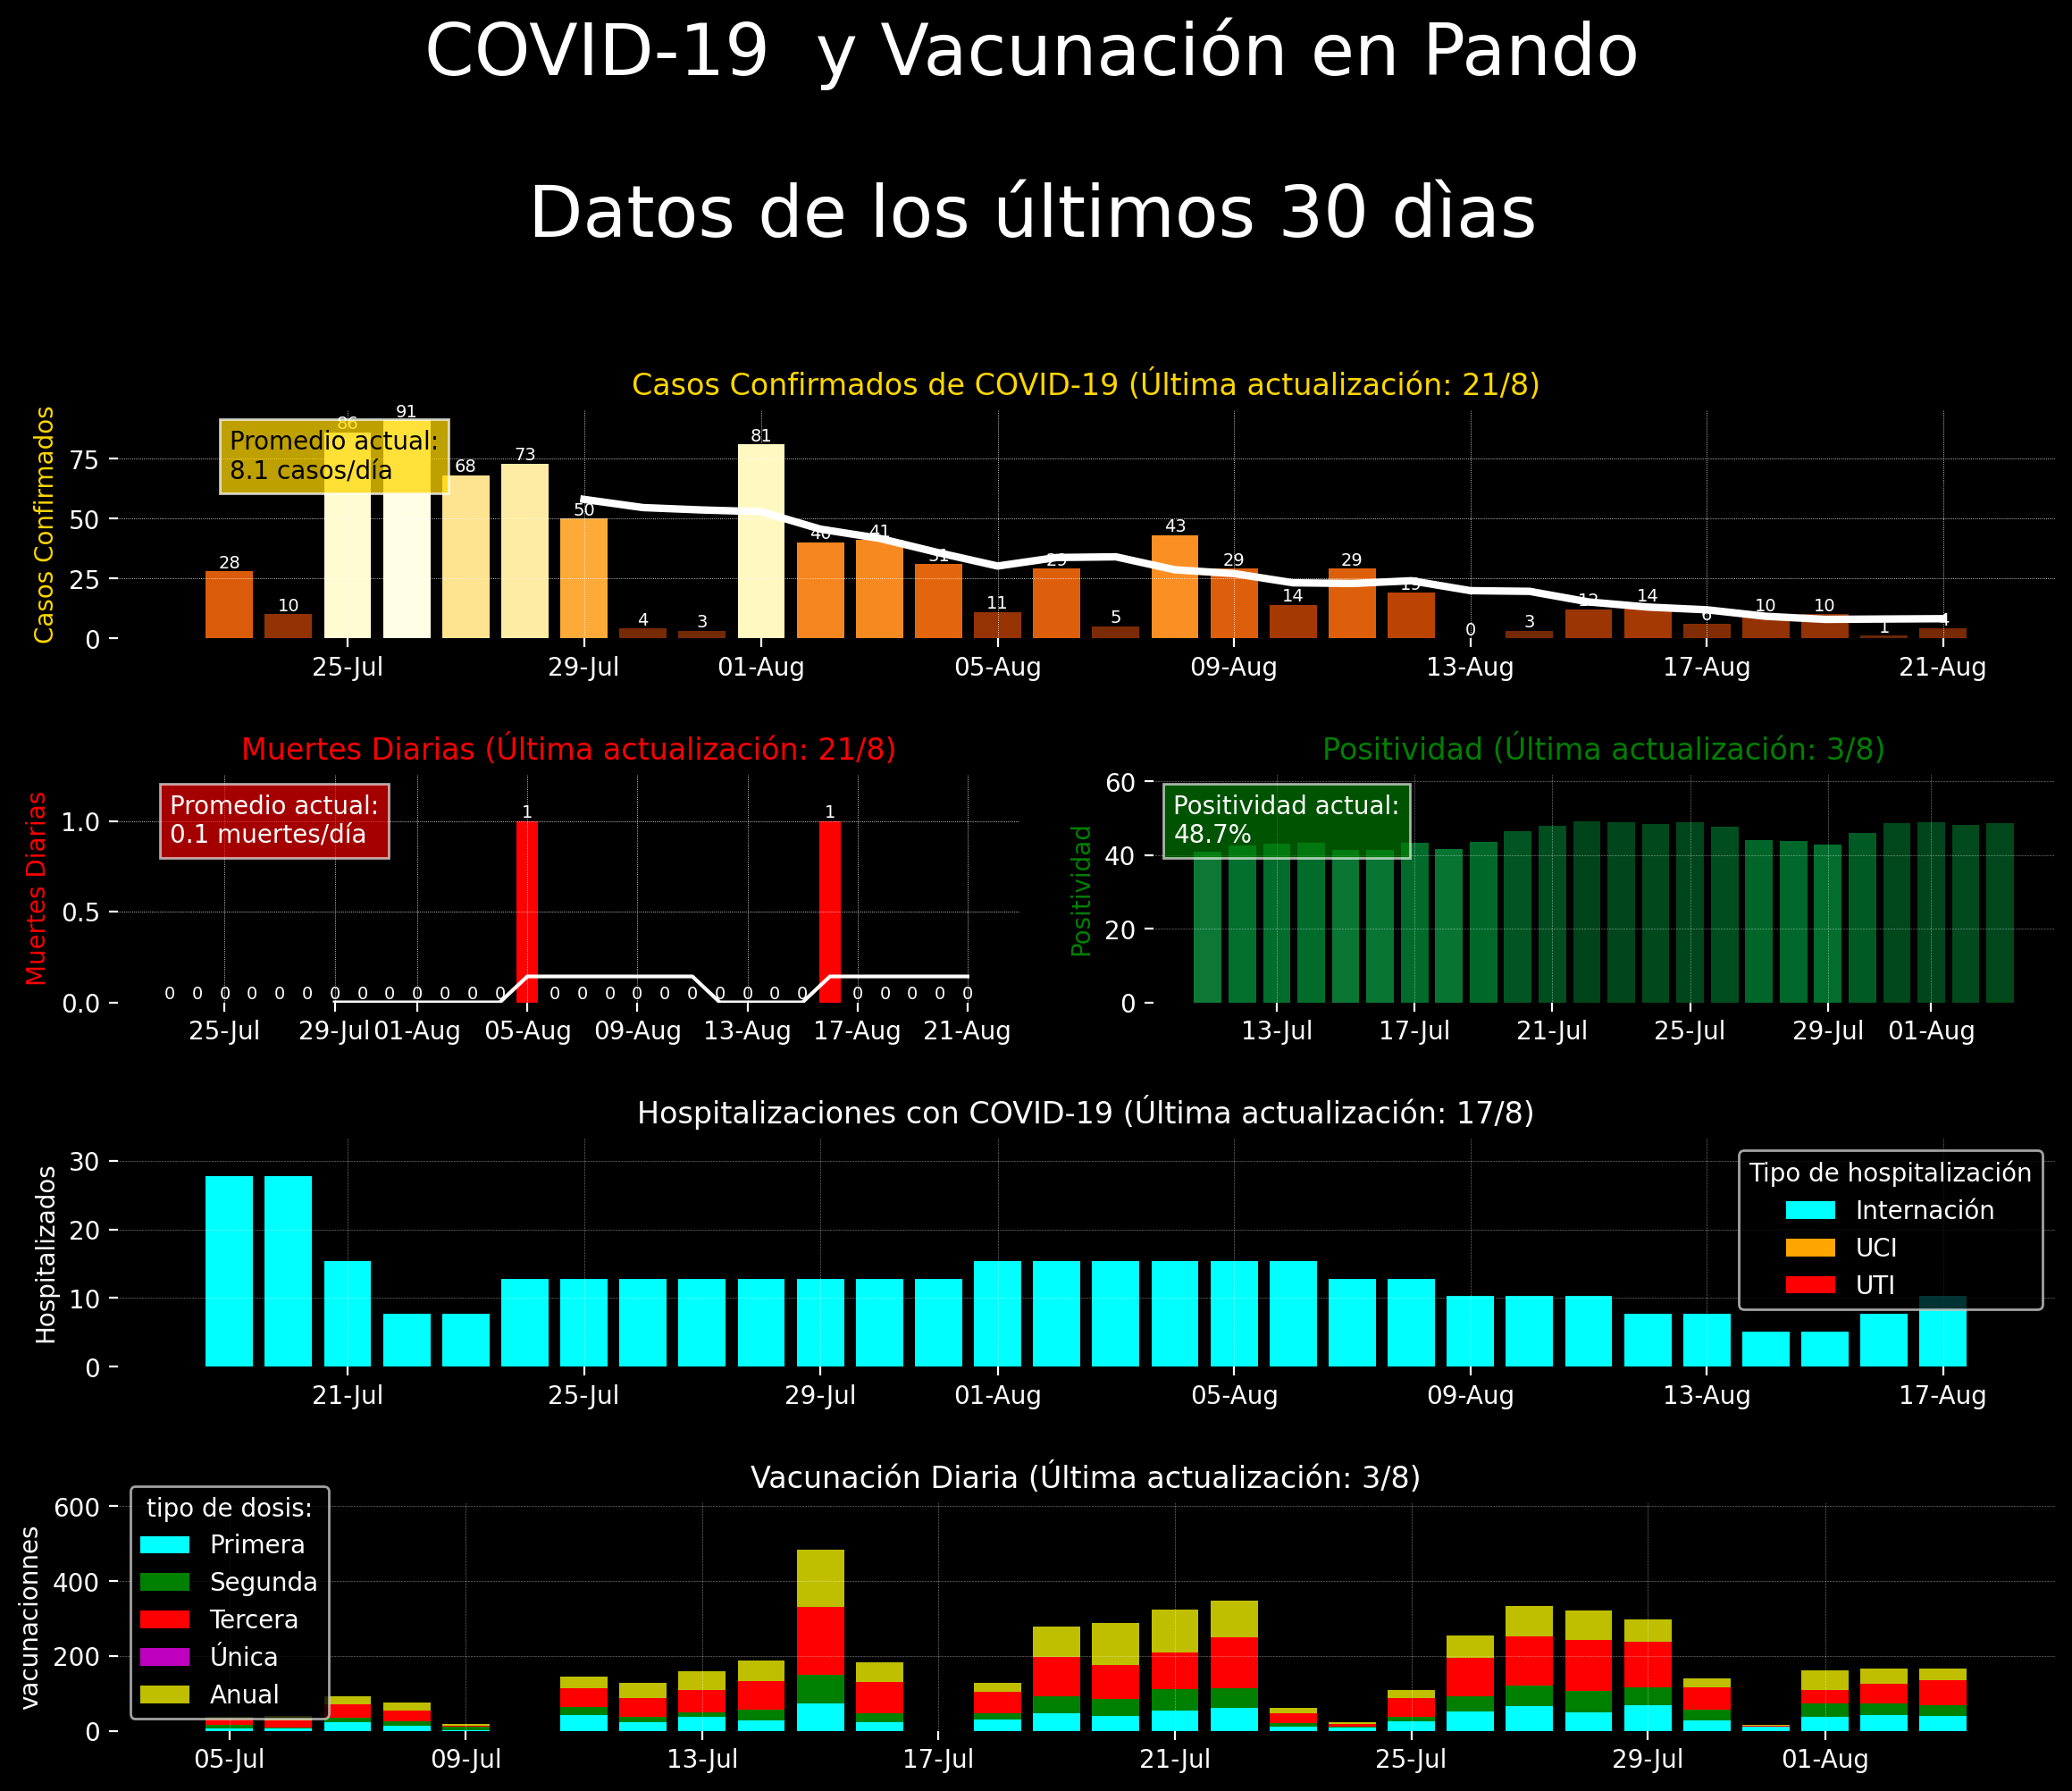 COVID-19  y Vacunación en Pando
Datos de los últimos 30 dìas
Casos Confirmados de COVID-19 (Última actualización: 21/8)
Casos Confirmados
75
50
25
0
Promedio actual:
8.1 casos/día
28 10 86 91 68 73 50 4 3 81 40 41 31 11 29 5 43 29 14 29 19 0 3 12 14 6 10 10 1 4
25-Jul 29-Jul 01-Aug 05-Aug 09-Aug 13-Aug 17-Aug 21-Aug
Muertes Diarias (Última actualización: 21/8)
Muertes Diarias
1.0
0.5
0.0
Promedio actual:
0.1 muertes/día
0 0 0 0 0 0 0 0 0 0 0 0 0 1 0 0 0 0 0 0 0 0 0 0 1 0 0 0 0 0
25-Jul 29-Jul 01-Aug 05-Aug 09-Aug 13-Aug 17-Aug 21-Aug
Positividad (Última actualización: 3/8)
Positividad
60
40
20
0
Positividad actual:
48.7%
13-Jul 17-Jul 21-Jul 25-Jul 29-Jul 01-Aug
Hospitalizaciones con COVID-19 (Última actualización: 17/8)
Hospitalizados
30
20
10
0
Tipo de hospitalización
Internación
UCI
UTI
21-Jul 25-Jul 29-Jul 01-Aug 05-Aug 09-Aug 13-Aug 17-Aug
Vacunación Diaria (Última actualización: 3/8)
vacunacionnes
600
400
200
0
tipo de dosis:
Primera
Segunda
Tercera
Única
Anual
05-Jul 09-Jul 13-Jul 17-Jul 21-Jul 25-Jul 29-Jul 01-Aug